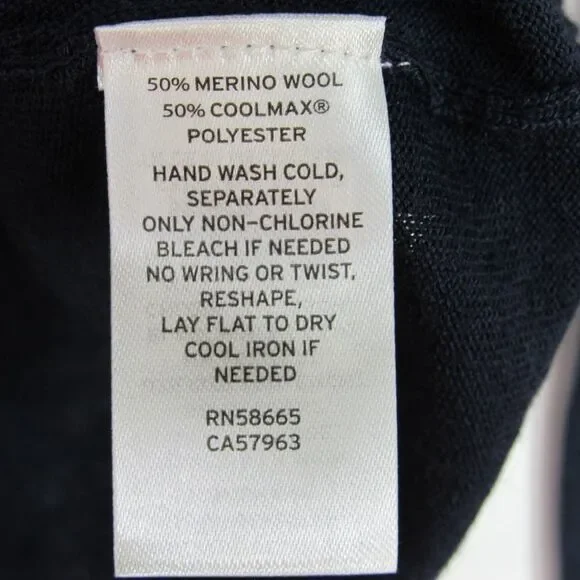 50% MERINO WOOL
50% COOLMAX®
POLYESTER
HAND WASH COLD,
SEPARATELY
ONLY NON-CHLORINE
BLEACH IF NEEDED
NO WRING OR TWIST,
RESHAPE,
LAY FLAT TO DRY
COOL IRON IF
NEEDED
RN58665
CA57963